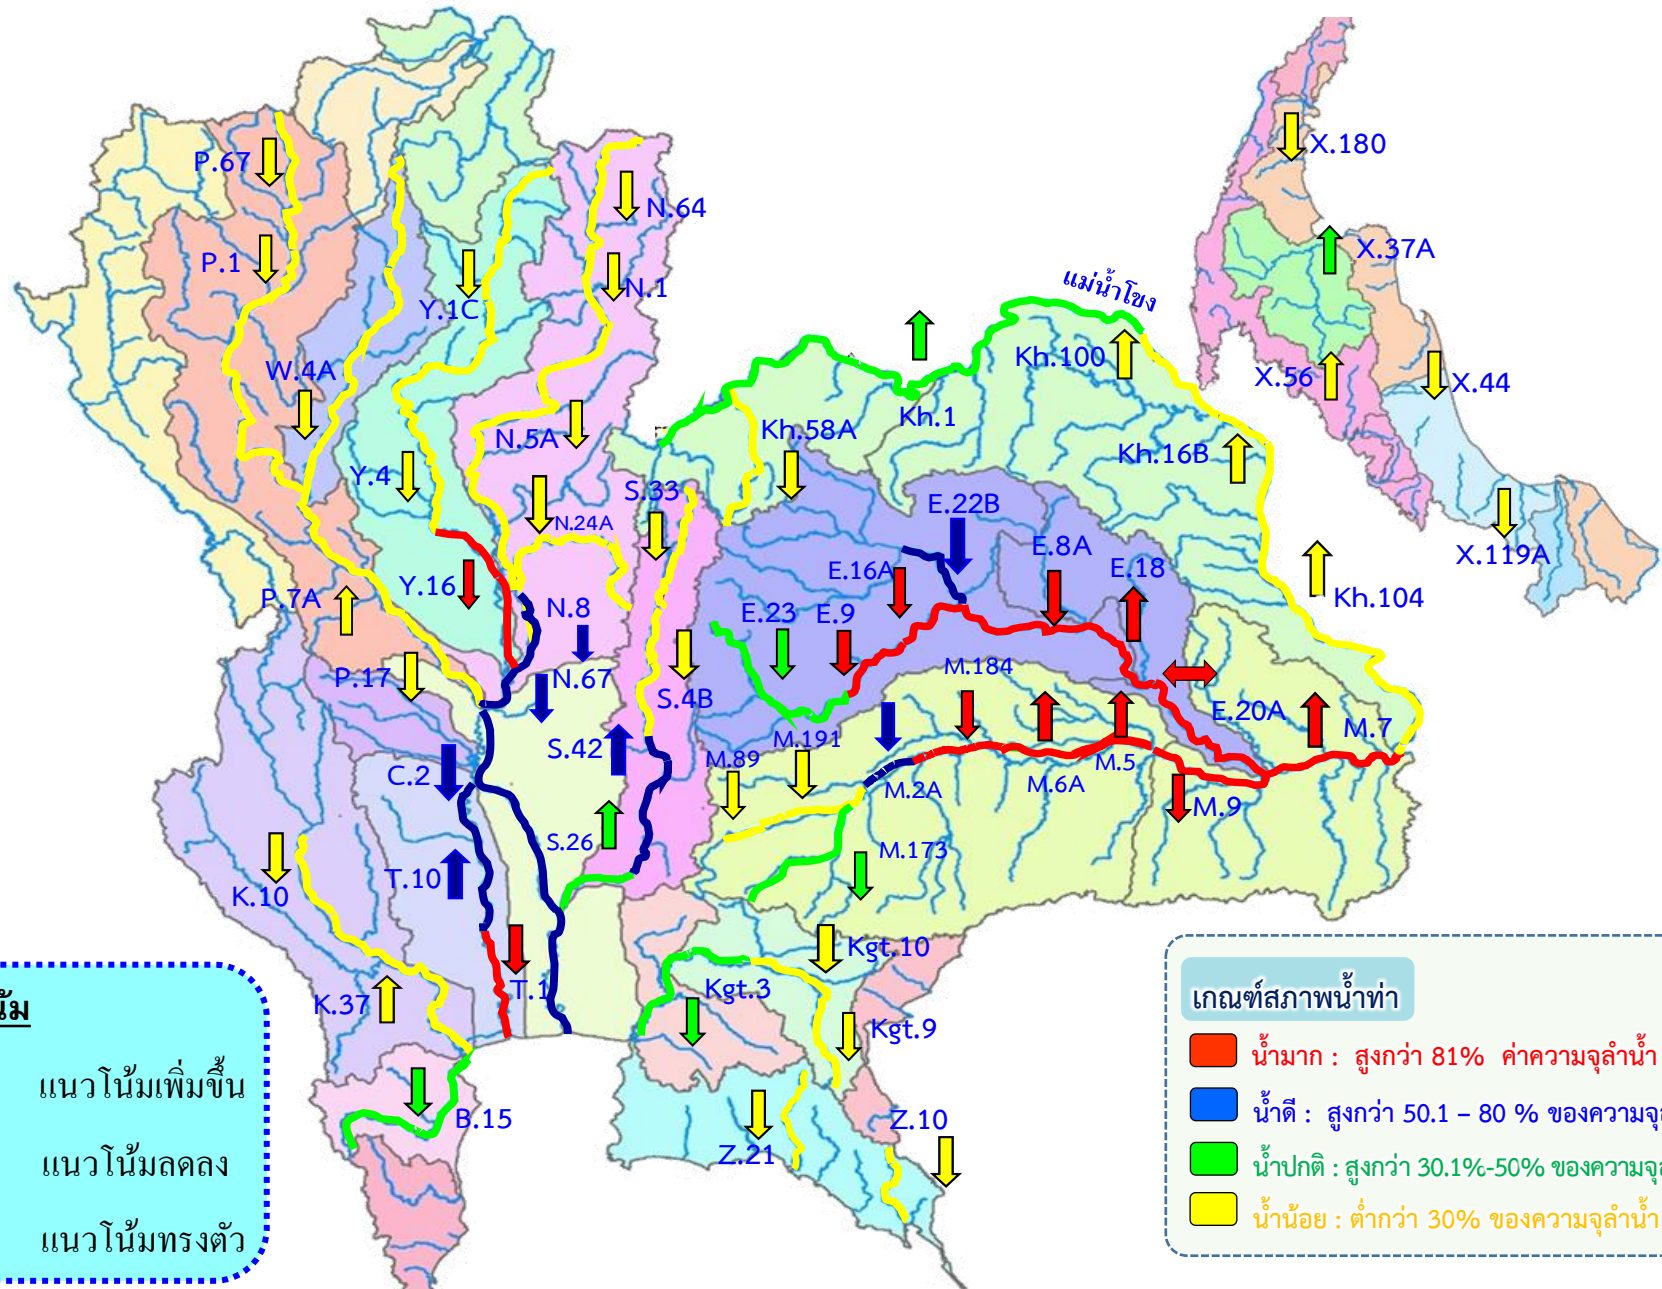 P.67
P.1
W.4A
Y.1C
N.64
N.1
N.5A
Y.4
N.24A
S.33
P.7A
Y.16
N.8
N.67
P.17
S.4B
C.2
S.42
T.10
S.26
K.10
K.37
T.1
B.15
แม่น้ำโขง
Kh.100
Kh.1
Kh.58A
Kh.16B
Kh.104
E.22B
E.8A
E.18
E.16A
E.23
E.9
E.20A
M.184
M.7
M.191
M.89
M.2A
M.6A
M.5
M.9
M.173
Kgt.10
Kgt.3
Kgt.9
Z.21
Z.10
X.180
X.37A
X.56
X.44
X.119A
แนวโน้มเพิ่มขึ้น
แนวโน้มลดลง
แนวโน้มทรงตัว
เกณฑ์สภาพน้ำท่า
น้ำมาก : สูงกว่า 81% ค่าความจุลำน้ำ
น้ำดี : สูงกว่า 50.1 – 80 % ของความจุ
น้ำปกติ : สูงกว่า 30.1%-50% ของความจุ
น้ำน้อย : ต่ำกว่า 30% ของความจุลำน้ำ